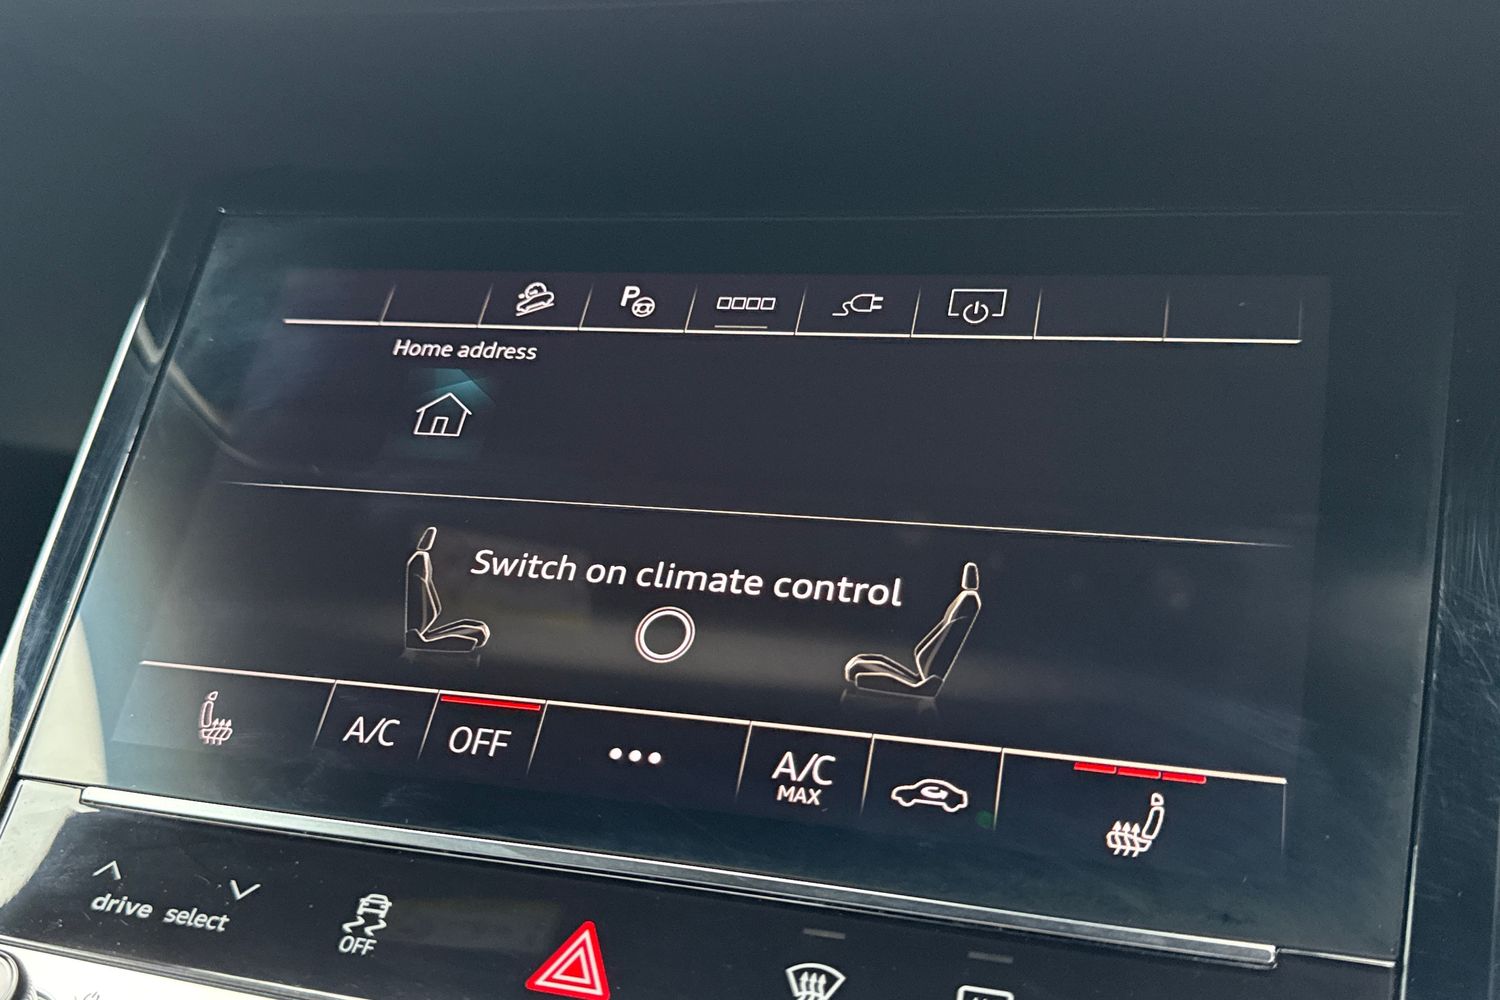 P
Home address
Switch on climate control
A/C
OFF
A/C
MAX
drive select
OFF